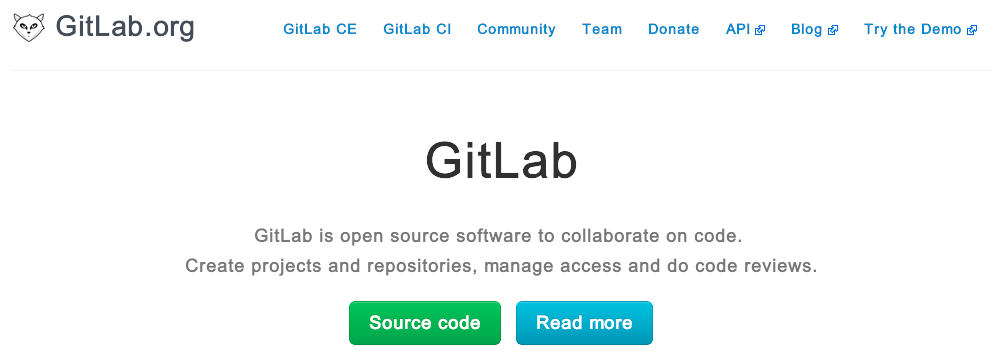 GitLab.org GitLab CE GitLab CI Community Team Donate API Blog Try the Demo
GitLab
GitLab is open source software to collaborate on code.
Create projects and repositories, manage access and do code reviews.
Source code Read more